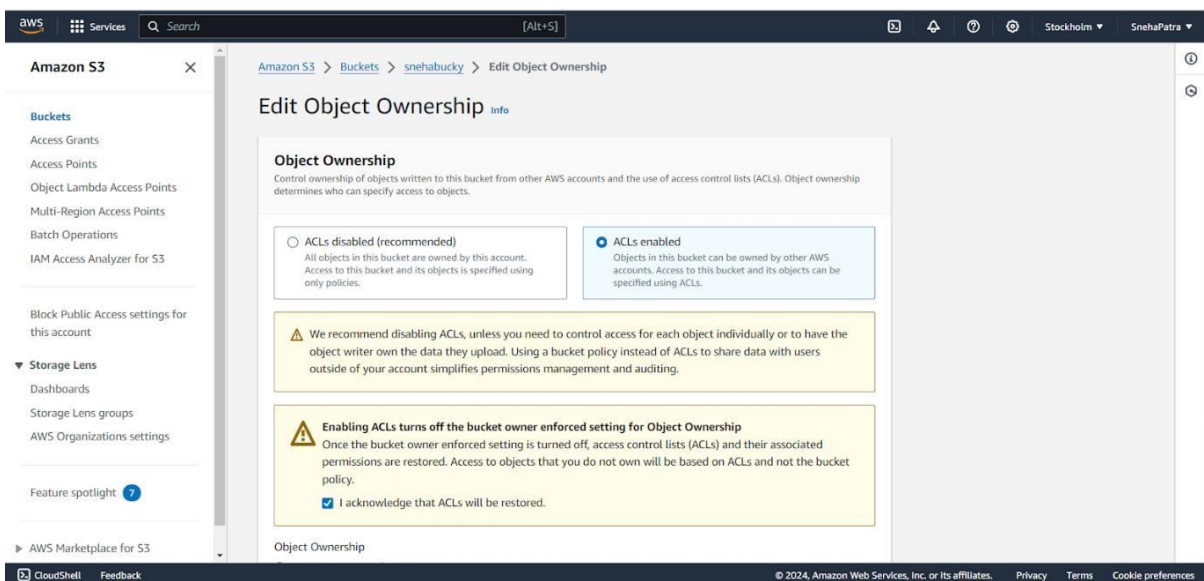 aws Services Search [Alt+S] Stockholm ▼ SnehaPatra ▼
Amazon S3
Buckets
Access Grants
Access Points
Object Lambda Access Points
Multi-Region Access Points
Batch Operations
IAM Access Analyzer for S3
Block Public Access settings for
this account
▼ Storage Lens
Dashboards
Storage Lens groups
AWS Organizations settings
Feature spotlight 7
▶ AWS Marketplace for S3
Amazon S3 > Buckets > snehabucky > Edit Object Ownership
Edit Object Ownership Info
Object Ownership
Control ownership of objects written to this bucket from other AWS accounts and the use of access control lists (ACLs). Object ownership
determines who can specify access to objects.
ACLs disabled (recommended)
All objects in this bucket are owned by this account.
Access to this bucket and its objects is specified using
only policies.
ACLs enabled
Objects in this bucket can be owned by other AWS
accounts. Access to this bucket and its objects can be
specified using ACLs.
We recommend disabling ACLs, unless you need to control access for each object individually or to have the
object writer own the data they upload. Using a bucket policy instead of ACLs to share data with users
outside of your account simplifies permissions management and auditing.
Enabling ACLs turns off the bucket owner enforced setting for Object Ownership
Once the bucket owner enforced setting is turned off, access control lists (ACLs) and their associated
permissions are restored. Access to objects that you do not own will be based on ACLs and not the bucket
policy.
I acknowledge that ACLs will be restored.
Object Ownership
CloudShell Feedback © 2024, Amazon Web Services, Inc. or its affiliates. Privacy Terms Cookie preferences